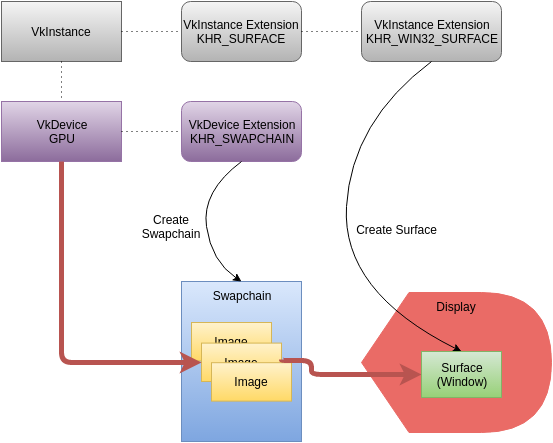 VkInstance
VkInstance Extension
KHR_SURFACE
VkInstance Extension
KHR_WIN32_SURFACE
VkDevice
GPU
VkDevice Extension
KHR_SWAPCHAIN
Create
Swapchain
Create Surface
Swapchain
Display
Image
Image
Image
Surface
(Window)